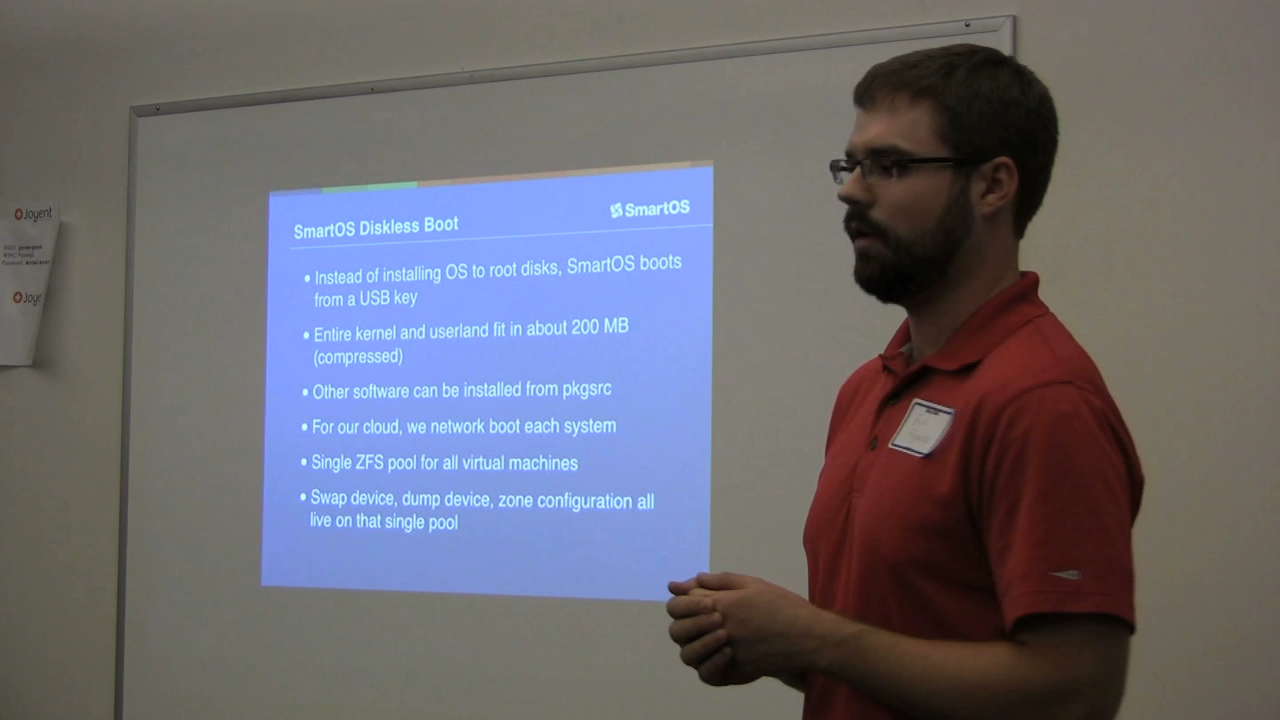 Joyent
Joye
SmartOS Diskless Boot
SmartOS
• Instead of installing OS to root disks, SmartOS boots
from a USB key
• Entire kernel and userland fit in about 200 MB
(compressed)
• Other software can be installed from pkgsrc
• For our cloud, we network boot each system
• Single ZFS pool for all virtual machines
• Swap device, dump device, zone configuration all
live on that single pool